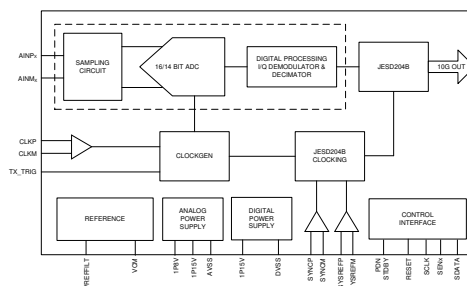 AINPx
AINMx
SAMPLING
CIRCUIT
16/14 BIT ADC
DIGITAL PROCESSING
I/Q DEMODULATOR &
DECIMATOR
JESD204B
10G OUT
CLKP
CLKM
TX_TRIG
CLOCKGEN
JESD204B
CLOCKING
REFERENCE
ANALOG
POWER
SUPPLY
DIGITAL
POWER
SUPPLY
CONTROL
INTERFACE
VCM
1P8V
1P15V
AVSS
1P15V
DVSS
SYNCP
SYNCM
SYSREFP
SYSREFM
PDN
STDBY
RESET
SCLK
SENx
SDATA